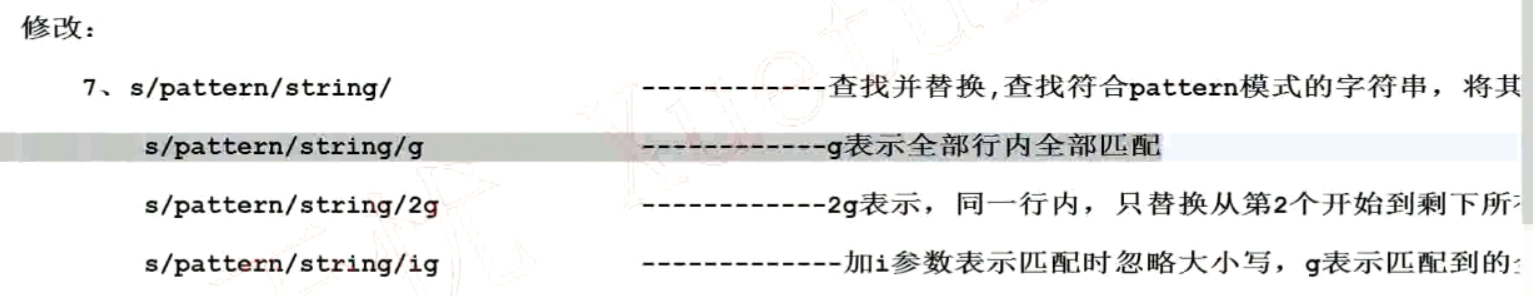 修改：
7、s/pattern/string/ ------------查找并替换,查找符合pattern模式的字符串，将其
s/pattern/string/g ------------g表示全部行内全部匹配
s/pattern/string/2g ------------2g表示，同一行内，只替换从第2个开始到剩下所
s/pattern/string/ig -------------加i参数表示匹配时忽略大小写，g表示匹配到的